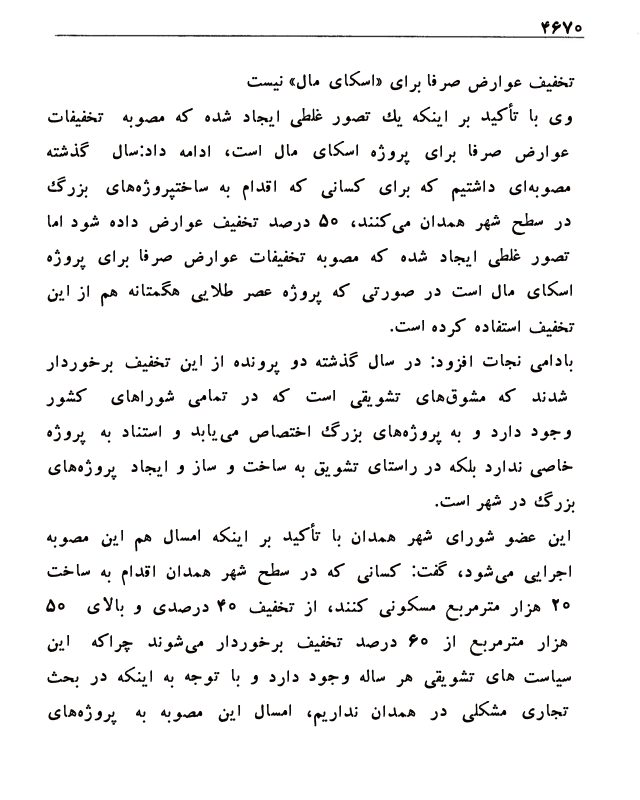 ۴۶۷۰
تخفیف عوارض صرفا برای «اسکای مال» نیست
وی با تأکید بر اینکه یك تصور غلطی ایجاد شده که مصوبه تخفیفات
عوارض صرفا برای پروژه اسکای مال است، ادامه داد:سال گذشته
مصوبه‌ای داشتیم که برای کسانی که اقدام به ساختپروژه‌های بزرگ
در سطح شهر همدان می‌کنند، ۵۰ درصد تخفیف عوارض داده شود اما
تصور غلطی ایجاد شده که مصوبه تخفیفات عوارض صرفا برای پروژه
اسکای مال است در صورتی که پروژه عصر طلایی هگمتانه هم از این
تخفیف استفاده کرده است.
بادامی نجات افزود: در سال گذشته دو پرونده از این تخفیف برخوردار
شدند که مشوق‌های تشویقی است که در تمامی شوراهای کشور
وجود دارد و به پروژه‌های بزرگ اختصاص می‌یابد و استناد به پروژه
خاصی ندارد بلکه در راستای تشویق به ساخت و ساز و ایجاد پروژه‌های
بزرگ در شهر است.
این عضو شورای شهر همدان با تأکید بر اینکه امسال هم این مصوبه
اجرایی می‌شود، گفت: کسانی که در سطح شهر همدان اقدام به ساخت
۲۰ هزار مترمربع مسکونی کنند، از تخفیف ۴۰ درصدی و بالای ۵۰
هزار مترمربع از ۶۰ درصد تخفیف برخوردار می‌شوند چراکه این
سیاست های تشویقی هر ساله وجود دارد و با توجه به اینکه در بحث
تجاری مشکلی در همدان نداریم، امسال این مصوبه به پروژه‌های